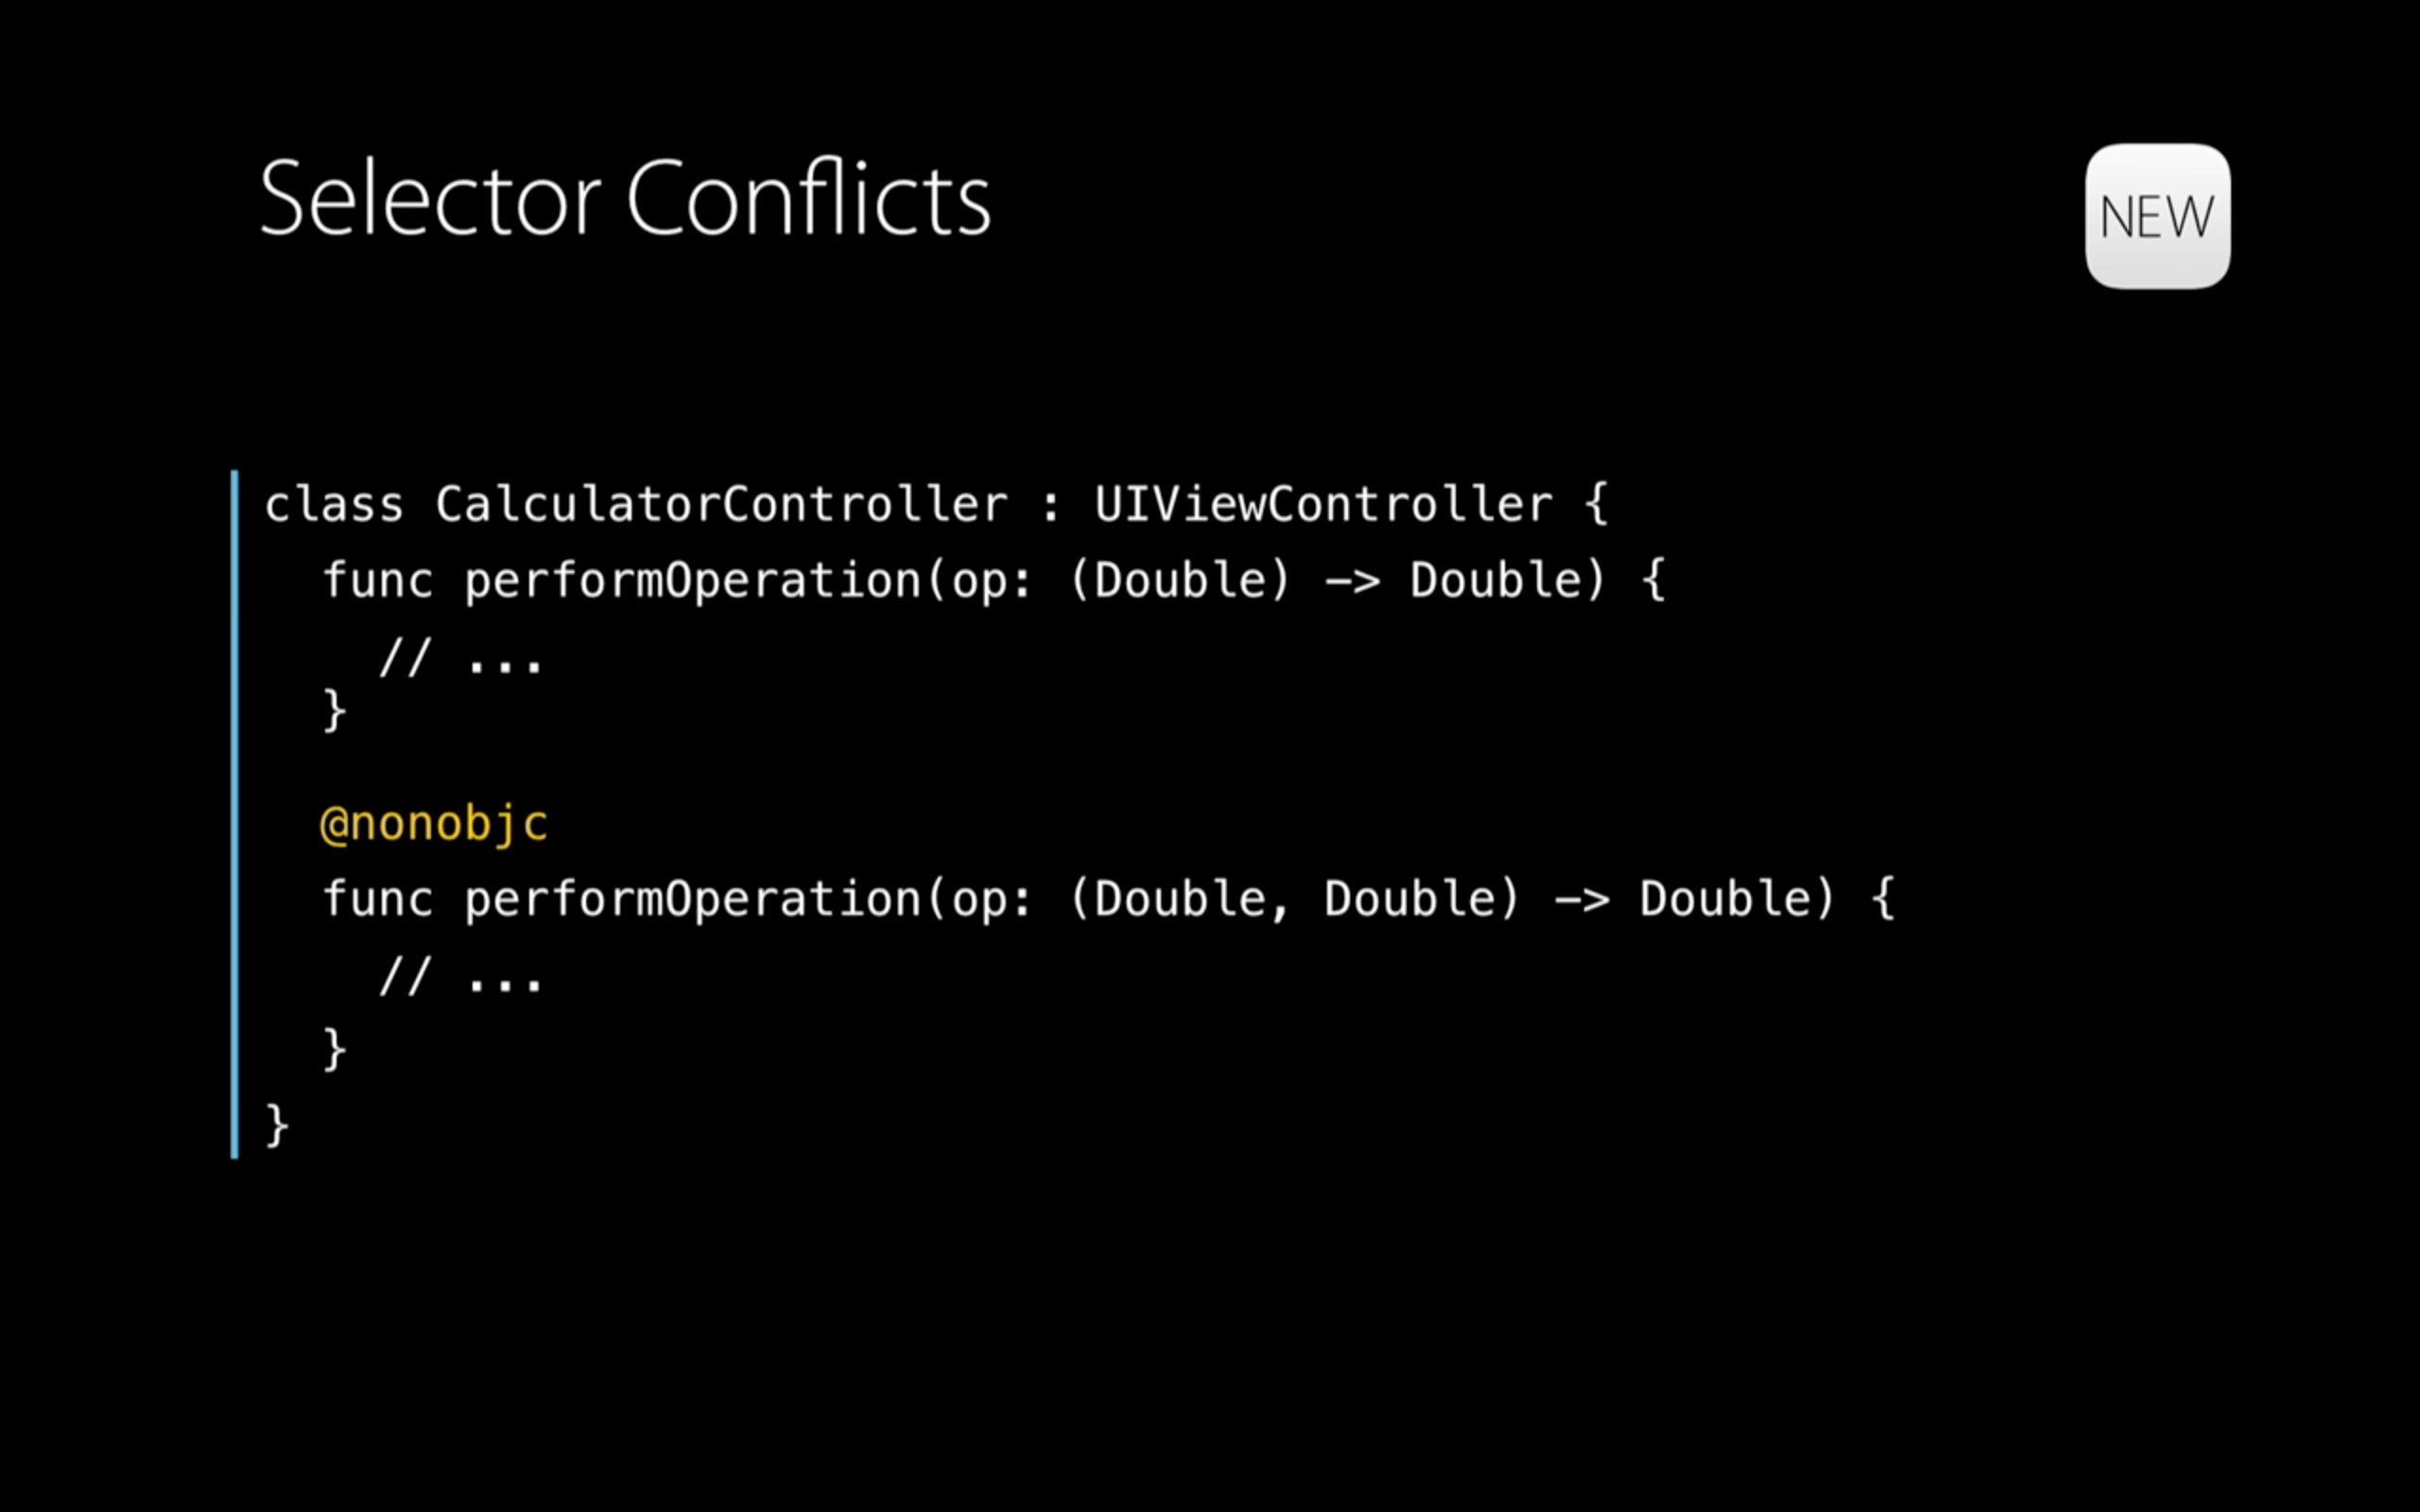 Selector Conflicts
NEW
class CalculatorController : UIViewController {
  func performOperation(op: (Double) -> Double) {
    // ...
  }
  @nonobjc
  func performOperation(op: (Double, Double) -> Double) {
    // ...
  }
}